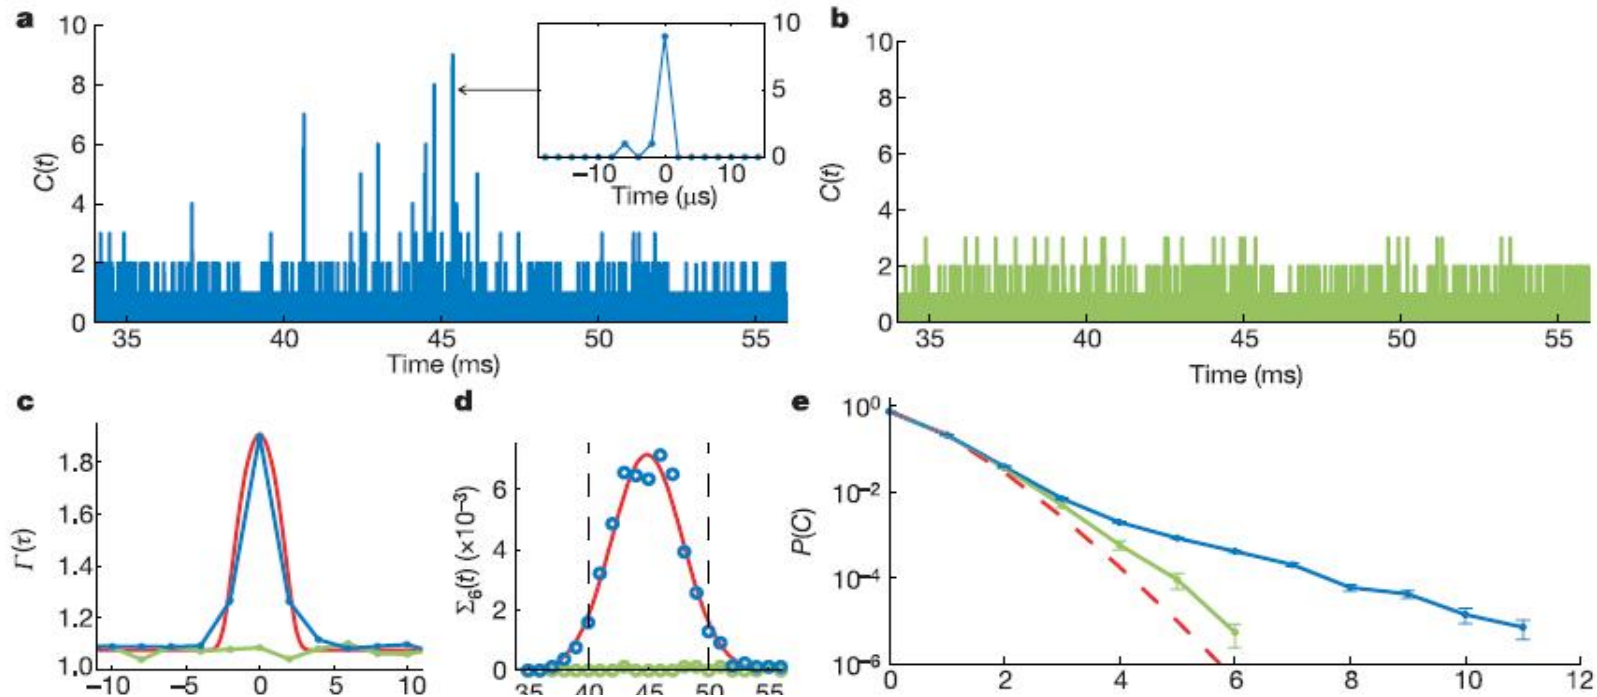 a
10
8
6
4
2
0
C(t)
35 40 45 50 55
Time (ms)
10
5
0
−10 0 10
Time (μs)
b
10
8
6
4
2
0
C(t)
35 40 45 50 55
Time (ms)
c
1.8
1.6
1.4
1.2
1.0
Γ(τ)
−10 −5 0 5 10
d
6
4
2
0
Σ6(t) (×10−3)
35 40 45 50 55
e
10⁰
10−2
10−4
10−6
P(C)
0 2 4 6 8 10 12